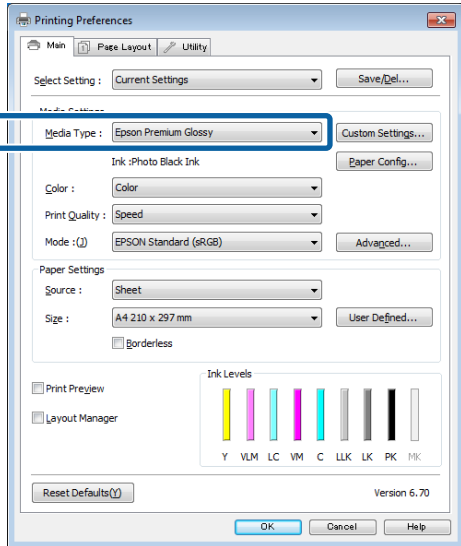 Printing Preferences
Main Page Layout Utility
Select Setting : Current Settings Save/Del...
Media Settings
Media Type : Epson Premium Glossy Custom Settings...
Ink :Photo Black Ink Paper Config...
Color : Color
Print Quality : Speed
Mode :(J) EPSON Standard (sRGB) Advanced...
Paper Settings
Source : Sheet
Size : A4 210 x 297 mm User Defined...
Borderless
Ink Levels
Print Preview
Layout Manager
Y VLM LC VM C LLK LK PK MK
Reset Defaults(Y) Version 6.70
OK Cancel Help